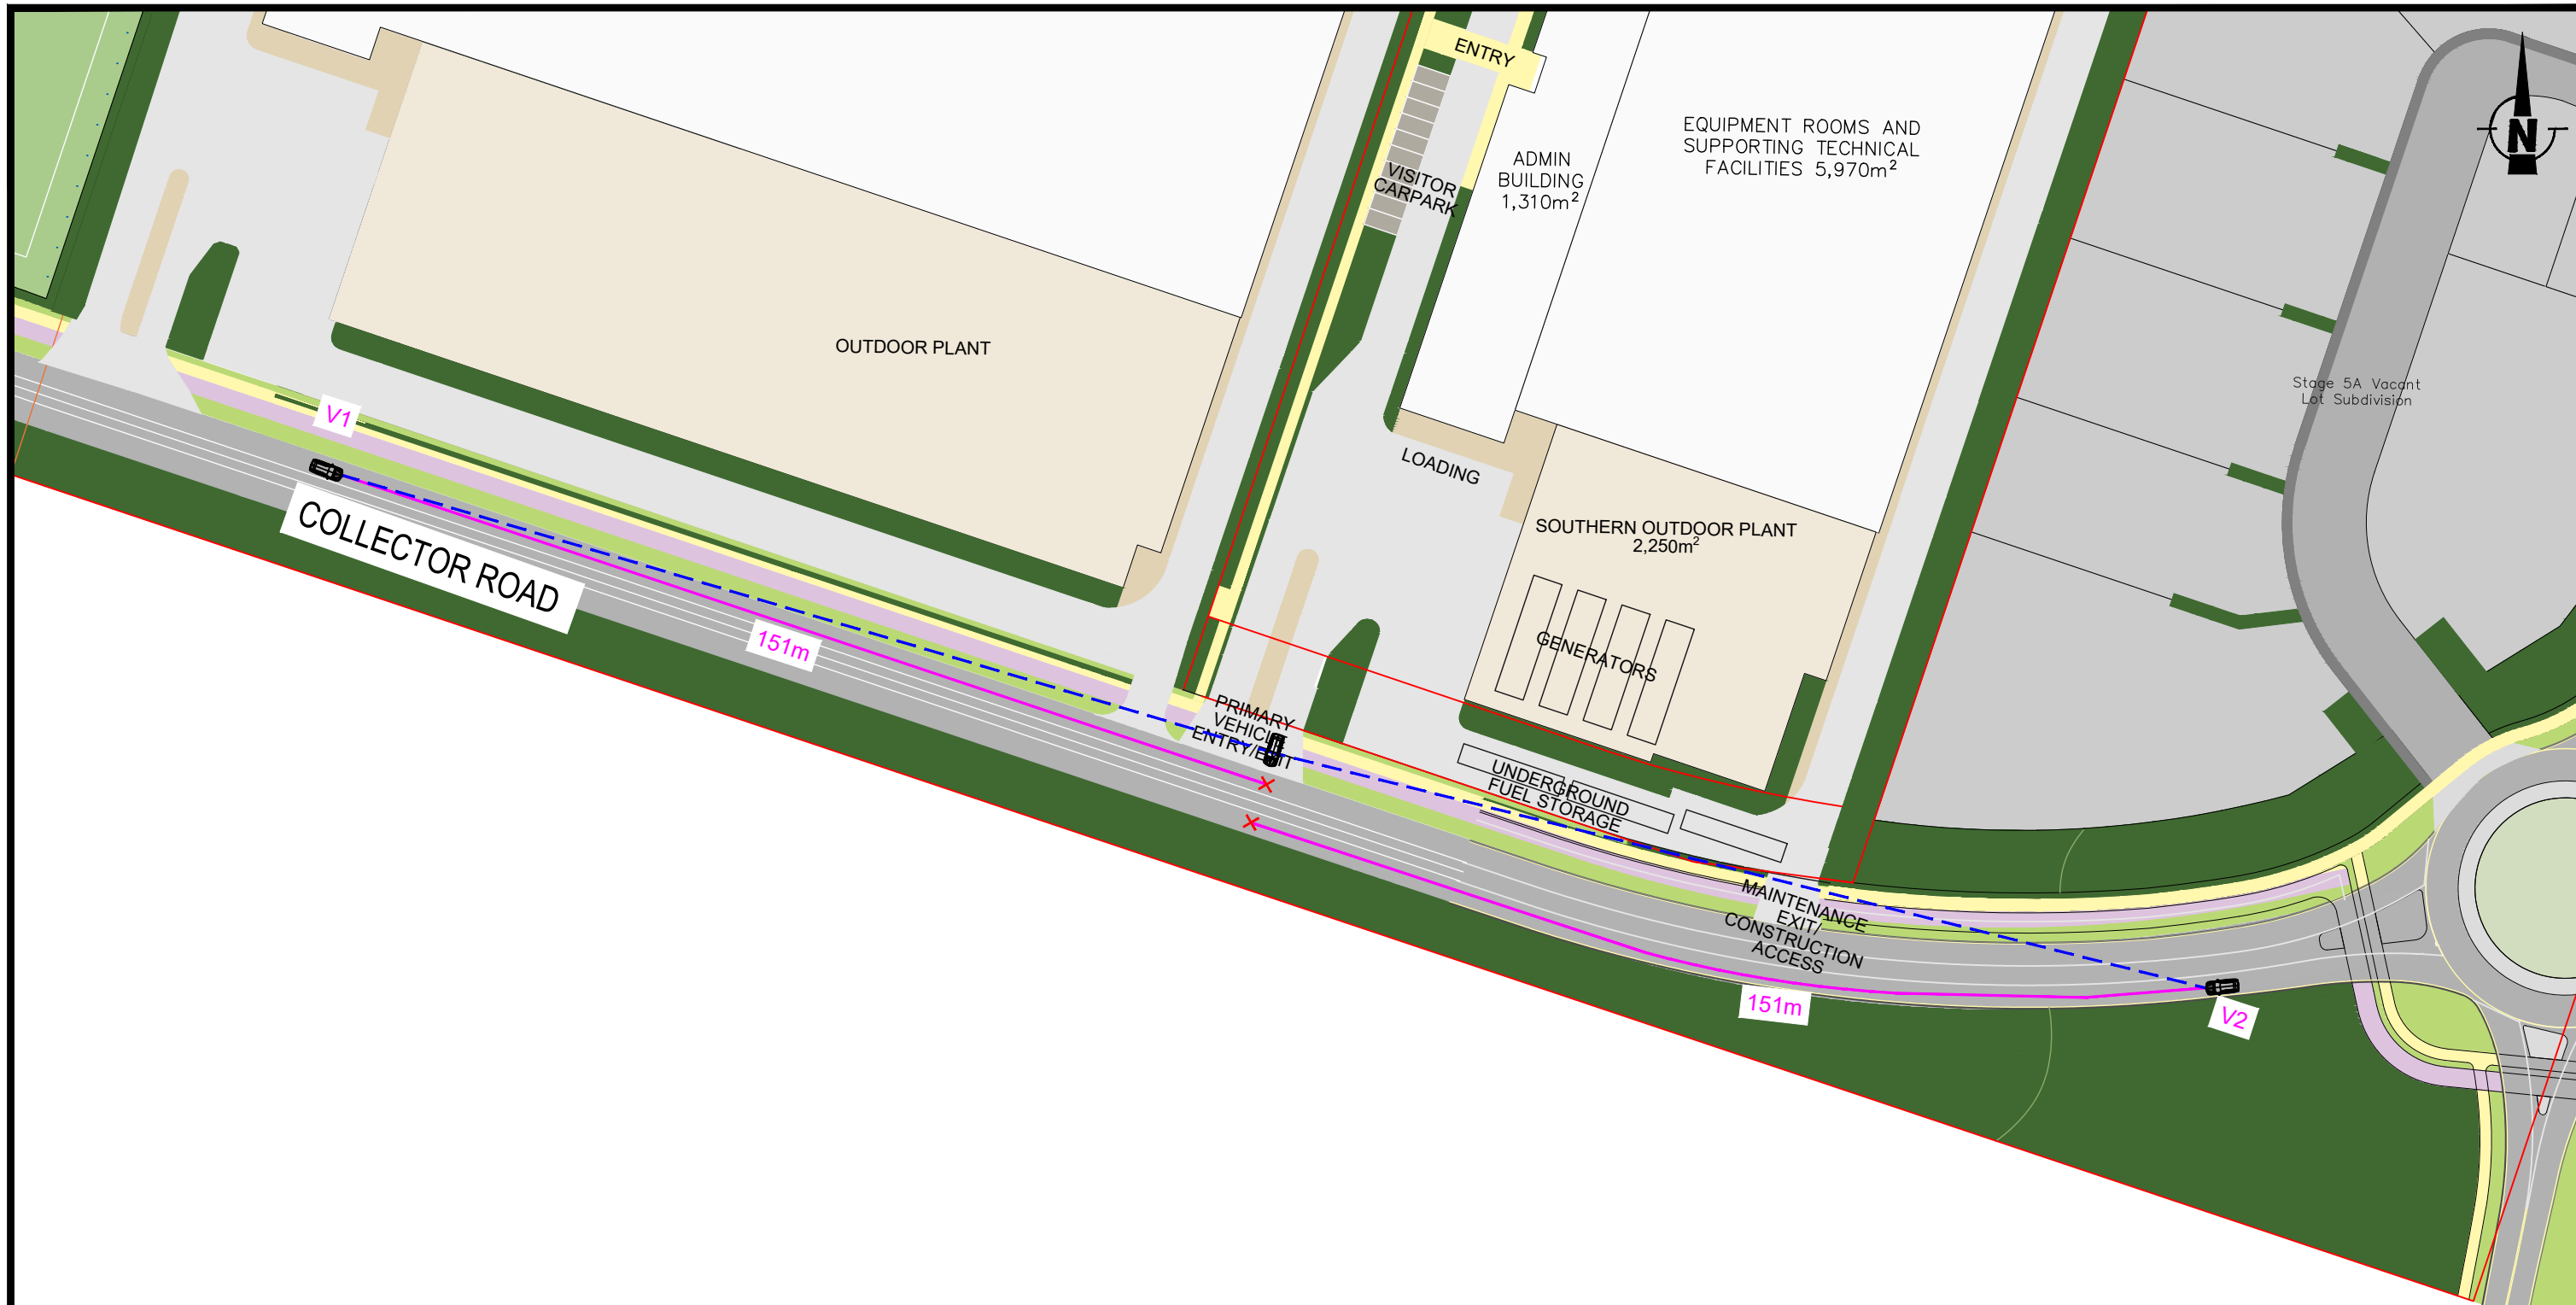 ENTRY
N
EQUIPMENT ROOMS AND
SUPPORTING TECHNICAL
FACILITIES 5,970m²
ADMIN
BUILDING
1,310m²
VISITOR
CARPARK
OUTDOOR PLANT
Stage 5A Vacant
Lot Subdivision
V1
LOADING
COLLECTOR ROAD
SOUTHERN OUTDOOR PLANT
2,250m²
GENERATORS
151m
PRIMARY
VEHICLE
ENTRY/EXIT
UNDERGROUND
FUEL STORAGE
MAINTENANCE
EXIT/
CONSTRUCTION
ACCESS
151m
V2